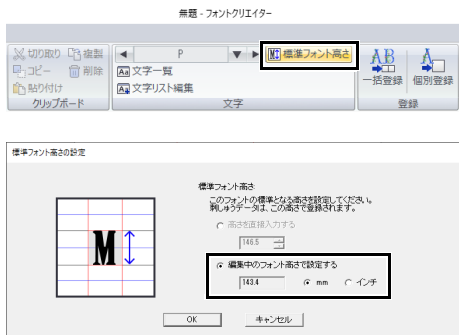 無題 - フォントクリエイター
切り取り 複製 P 標準フォント高さ
コピー 削除 文字一覧 一括登録 個別登録
貼り付け 文字リスト編集
クリップボード 文字 登録
標準フォント高さの設定
標準フォント高さ
このフォントの標準となる高さを設定してください。
刺しゅうデータは、この高さで登録されます。
高さを直接入力する
146.5
編集中のフォント高さで設定する
143.4 mm インチ
M
OK キャンセル